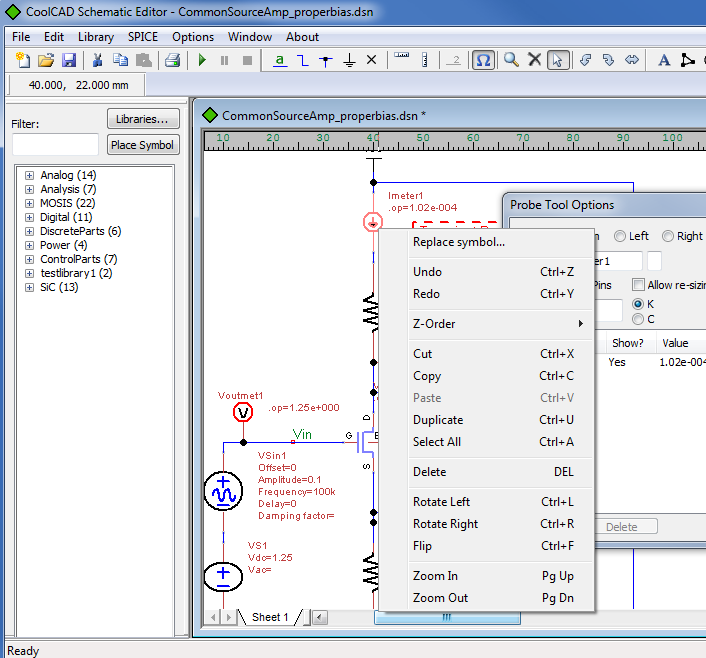 CoolCAD Schematic Editor - CommonSourceAmp_properbias.dsn
File Edit Library SPICE Options Window About
a .2 Ω A
40.000, 22.000 mm
Filter:
Libraries...
Place Symbol
Analog (14)
Analysis (7)
MOSIS (22)
Digital (11)
DiscreteParts (6)
Power (4)
ControlParts (7)
testlibrary1 (2)
SiC (13)
CommonSourceAmp_properbias.dsn *
10 20 30 40 50 60 70 80 90 100
Imeter1
.op=1.02e-004
Probe Tool Options
Left Right
er1
Pins
Allow re-sizi
K
C
Show? Value
Yes 1.02e-004
Delete
Replace symbol...
Undo Ctrl+Z
Redo Ctrl+Y
Z-Order
Cut Ctrl+X
Copy Ctrl+C
Paste Ctrl+V
Duplicate Ctrl+U
Select All Ctrl+A
Delete DEL
Rotate Left Ctrl+L
Rotate Right Ctrl+R
Flip Ctrl+F
Zoom In Pg Up
Zoom Out Pg Dn
Voutmet1
.op=1.25e+000
V
Vin
D
G
S
VSin1
Offset=0
Amplitude=0.1
Frequency=100k
Delay=0
Damping factor=
VS1
Vdc=1.25
Vac=
Sheet 1
Ready